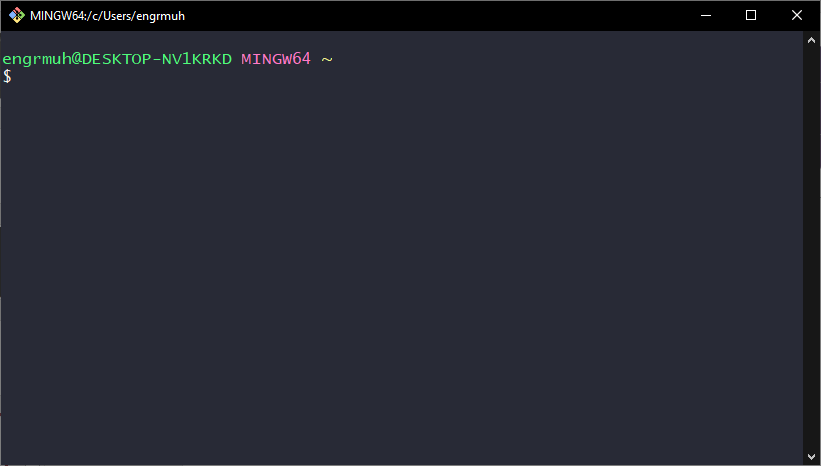 MINGW64:/c/Users/engrmuh
engrmuh@DESKTOP-NV1KRKD MINGW64 ~
$